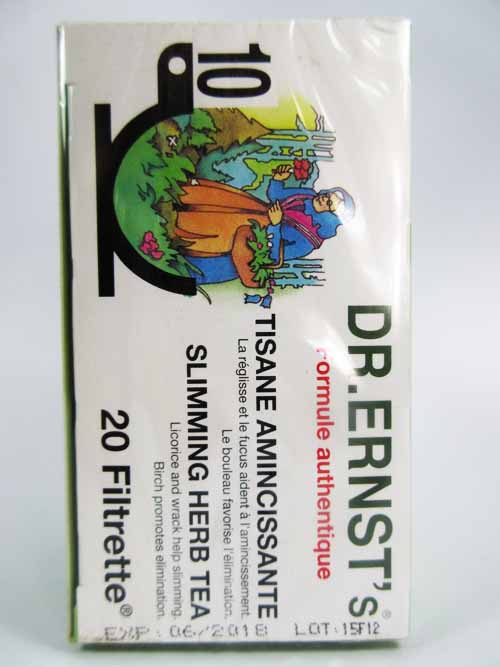 10
DR.ERNST's®
Formule authentique
TISANE AMINCISSANTE
La réglisse et le fucus aident à l'amincissement.
Le bouleau favorise l'élimination.
SLIMMING HERB TEA
Licorice and wrack help slimming.
Birch promotes elimination.
20 Filtrette®
EXP: 06/2018 LOT: 15F12